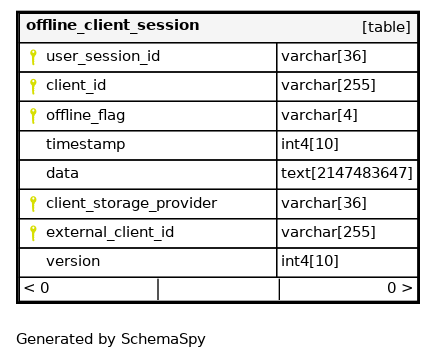 offline_client_session [table]
user_session_id varchar[36]
client_id varchar[255]
offline_flag varchar[4]
timestamp int4[10]
data text[2147483647]
client_storage_provider varchar[36]
external_client_id varchar[255]
version int4[10]
< 0 0 >
Generated by SchemaSpy